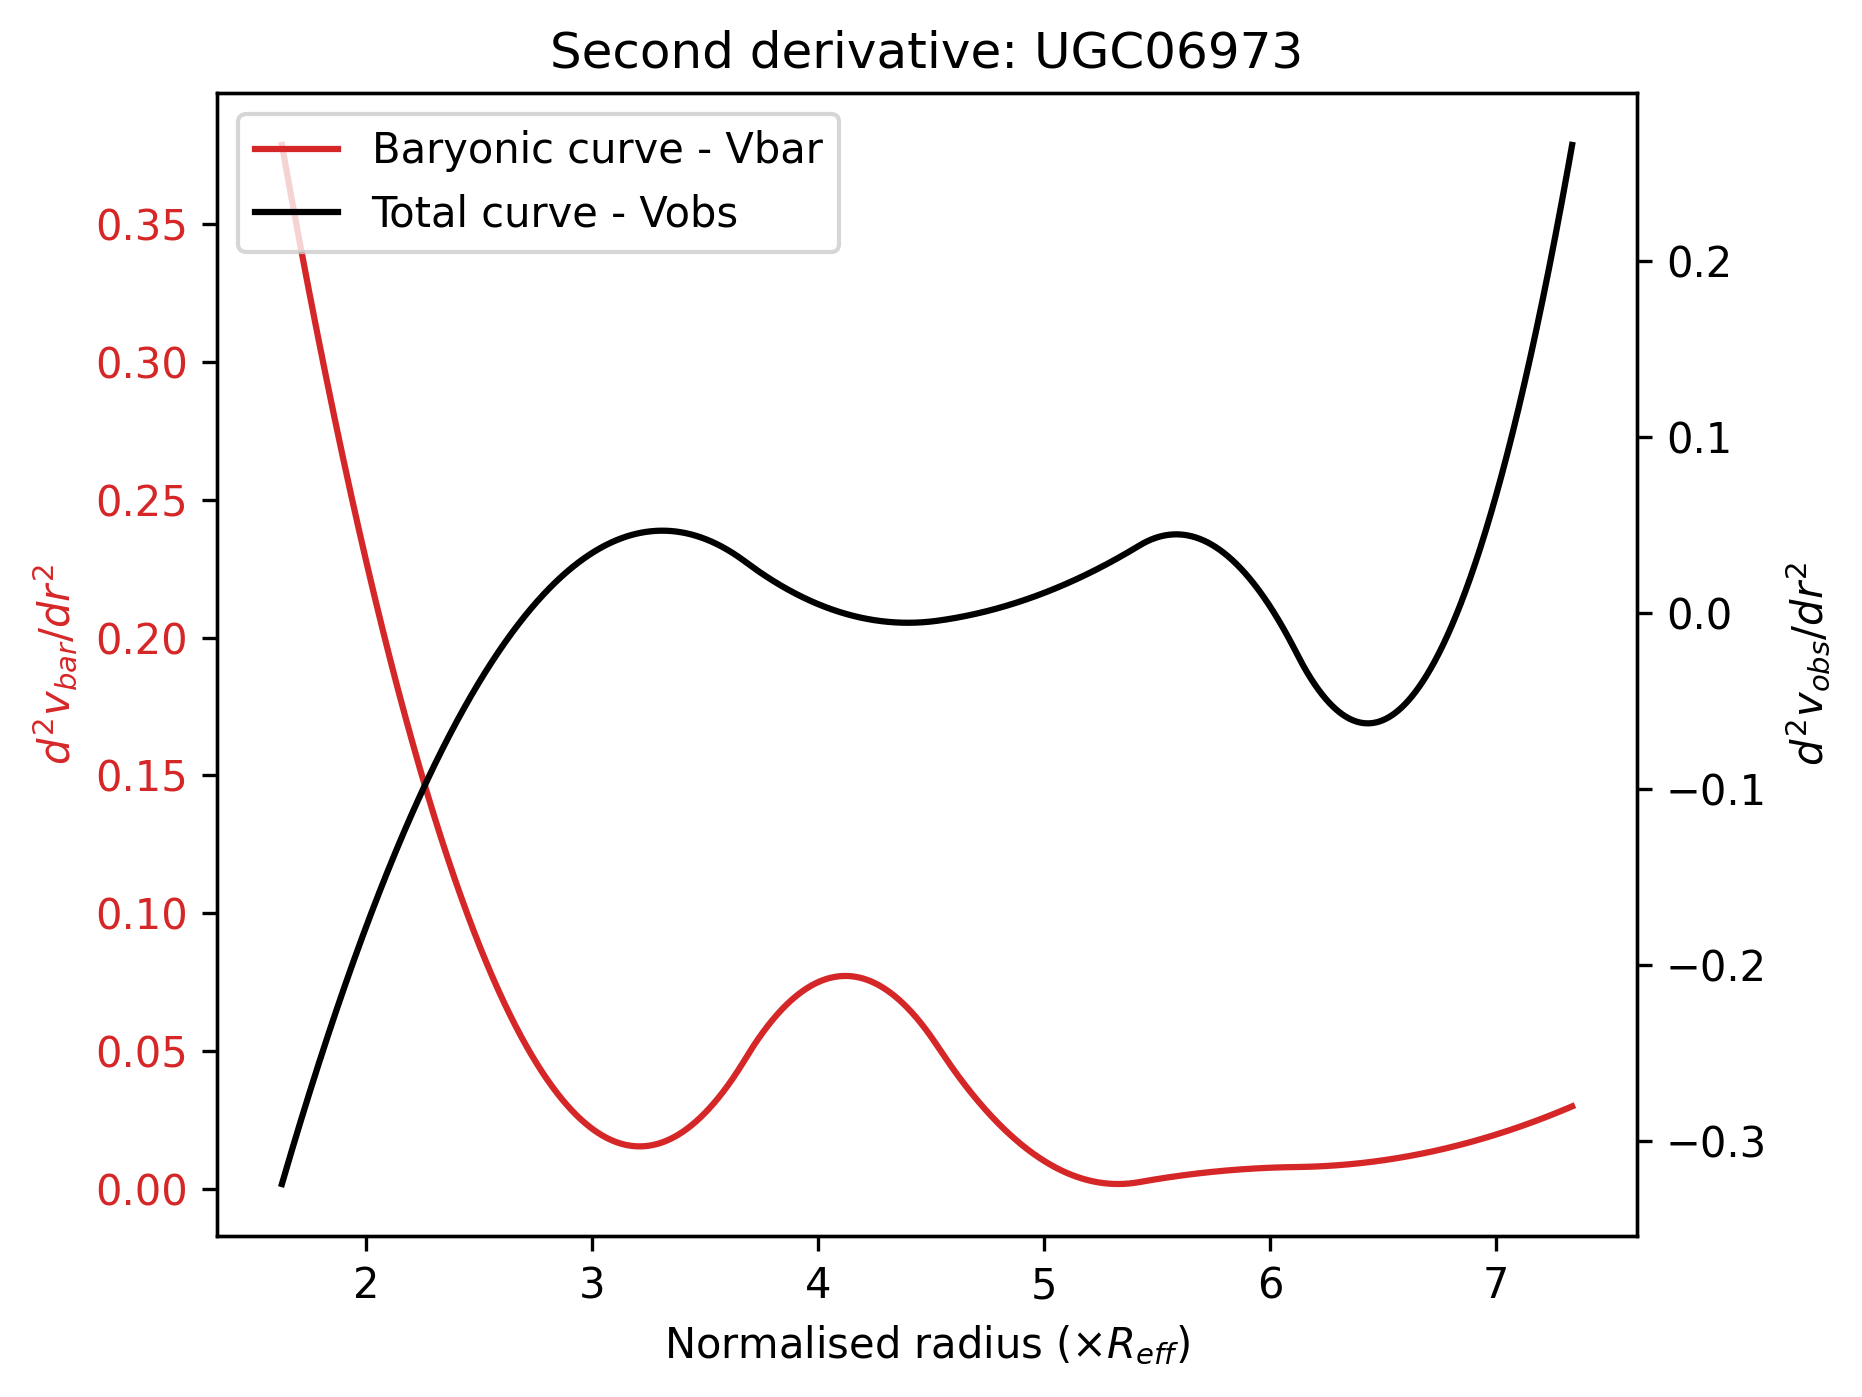 Second derivative: UGC06973
Baryonic curve - Vbar
Total curve - Vobs
0.35
0.30
0.25
0.20
0.15
0.10
0.05
0.00
d²v_bar/dr²
0.2
0.1
0.0
−0.1
−0.2
−0.3
d²v_obs/dr²
2 3 4 5 6 7
Normalised radius (×R_eff)